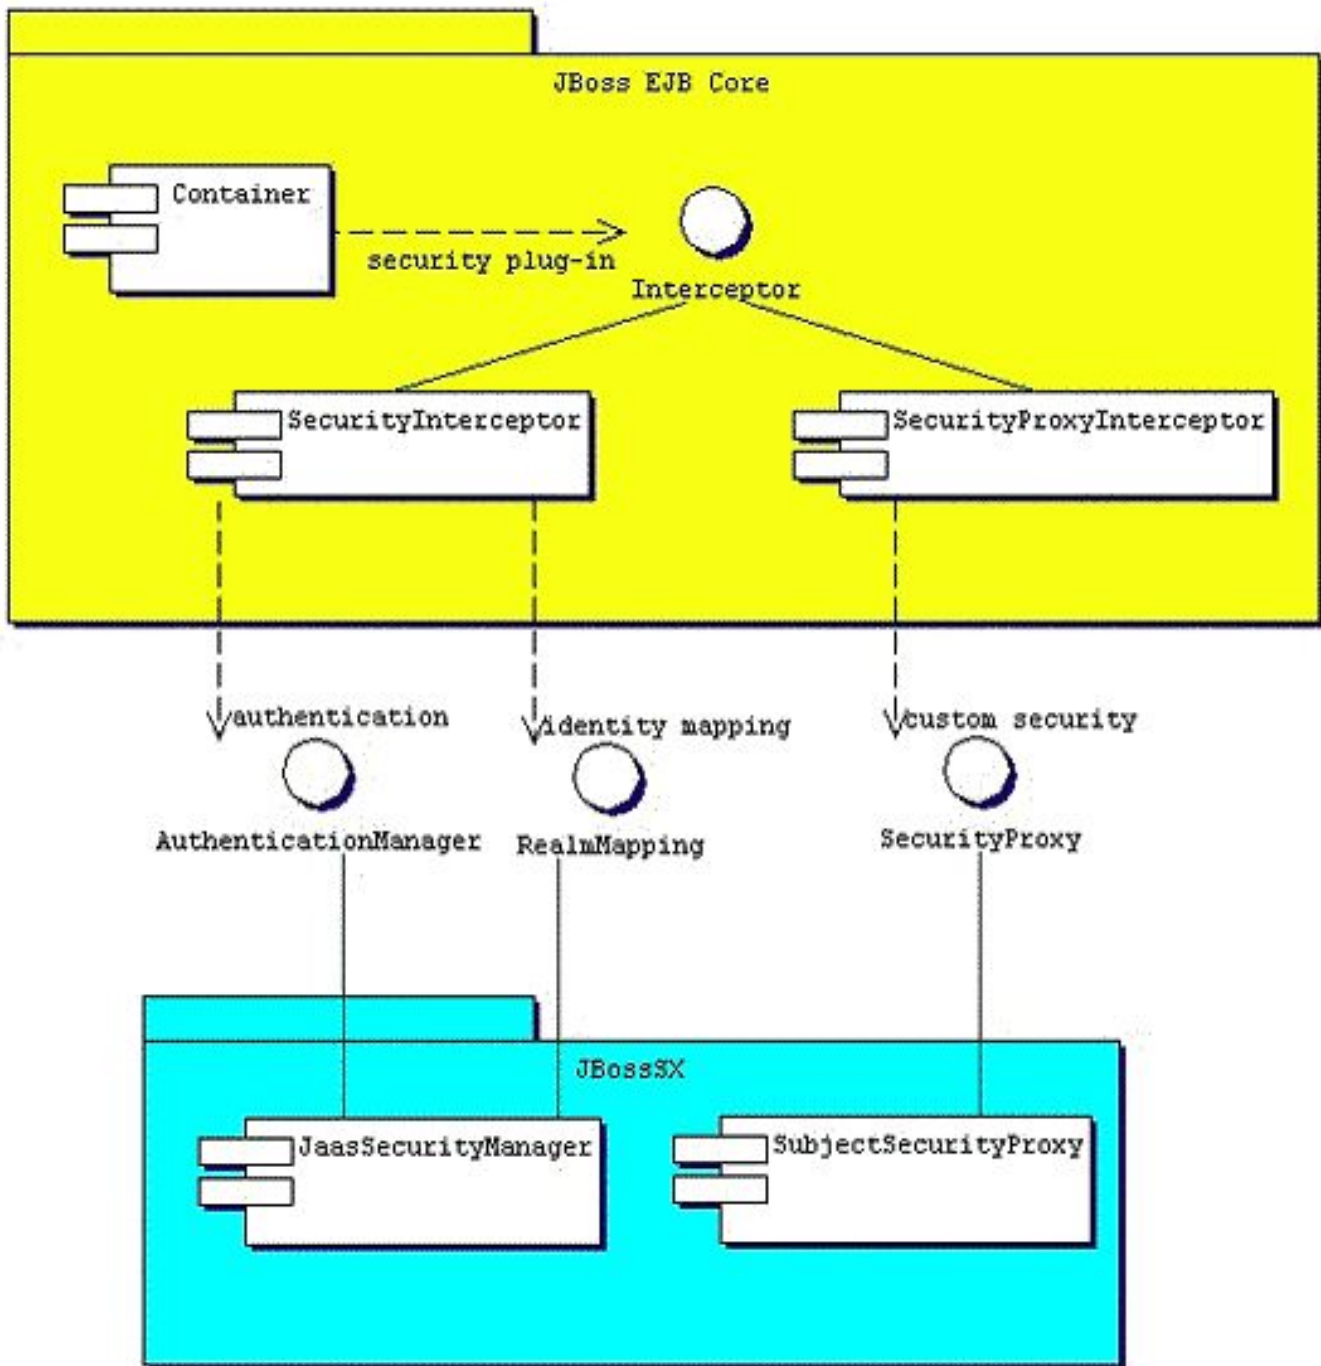 JBoss EJB Core
Container
security plug-in
Interceptor
SecurityInterceptor
SecurityProxyInterceptor
authentication
identity mapping
custom security
AuthenticationManager
RealmMapping
SecurityProxy
JBossSX
JaasSecurityManager
SubjectSecurityProxy